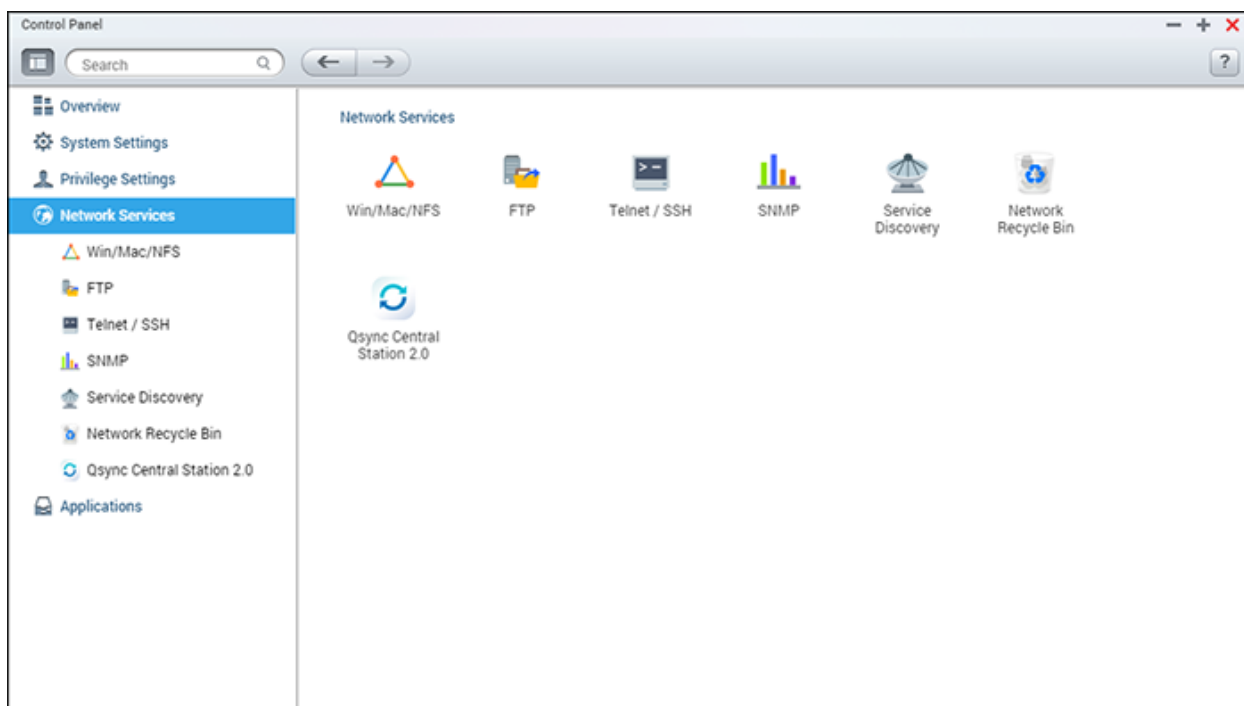 Control Panel
Search
?
Overview
System Settings
Privilege Settings
Network Services
Win/Mac/NFS
FTP
Telnet / SSH
SNMP
Service Discovery
Network Recycle Bin
Qsync Central Station 2.0
Applications
Network Services
Win/Mac/NFS
FTP
Telnet / SSH
SNMP
Service
Discovery
Network
Recycle Bin
Qsync Central
Station 2.0